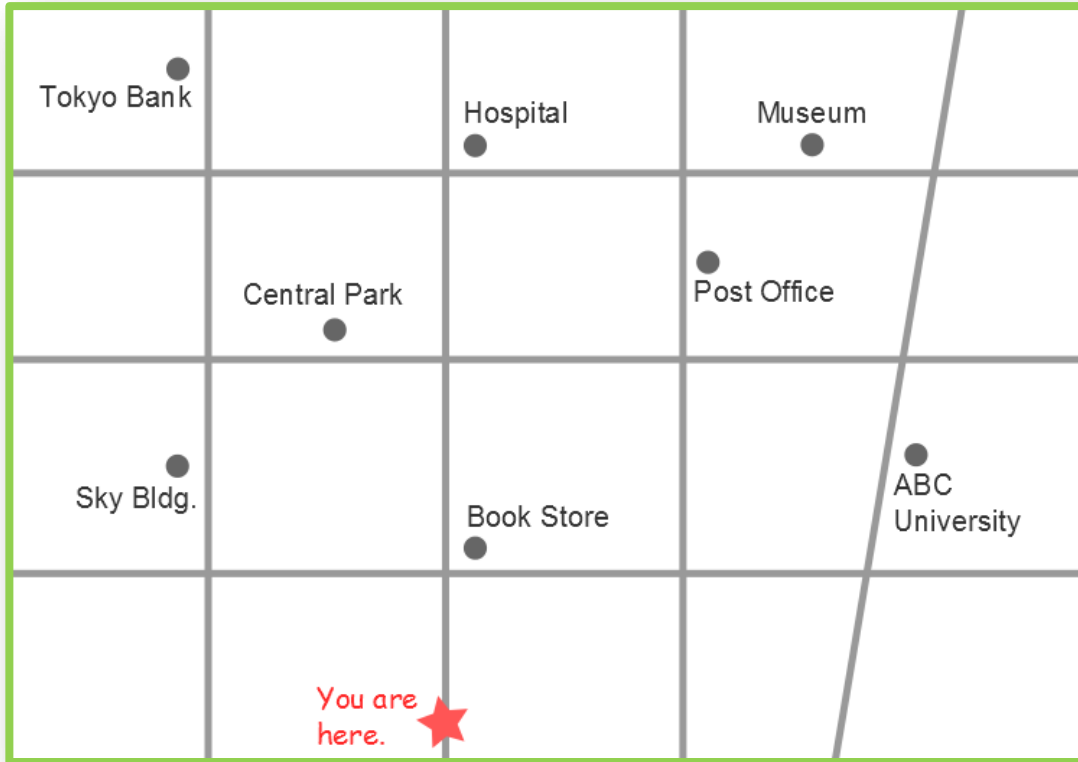 Tokyo Bank
Hospital
Museum
Central Park
Post Office
Sky Bldg.
Book Store
ABC
University
You are
here.